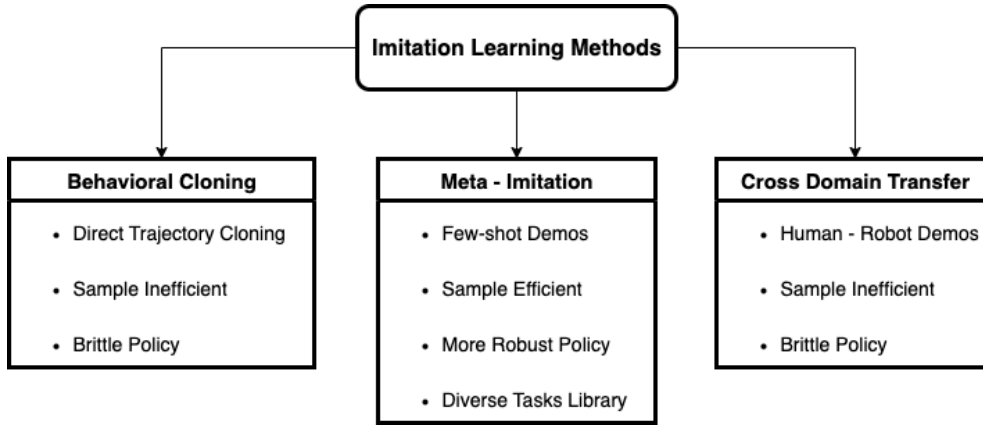 Imitation Learning Methods
Behavioral Cloning
• Direct Trajectory Cloning
• Sample Inefficient
• Brittle Policy
Meta - Imitation
• Few-shot Demos
• Sample Efficient
• More Robust Policy
• Diverse Tasks Library
Cross Domain Transfer
• Human - Robot Demos
• Sample Inefficient
• Brittle Policy